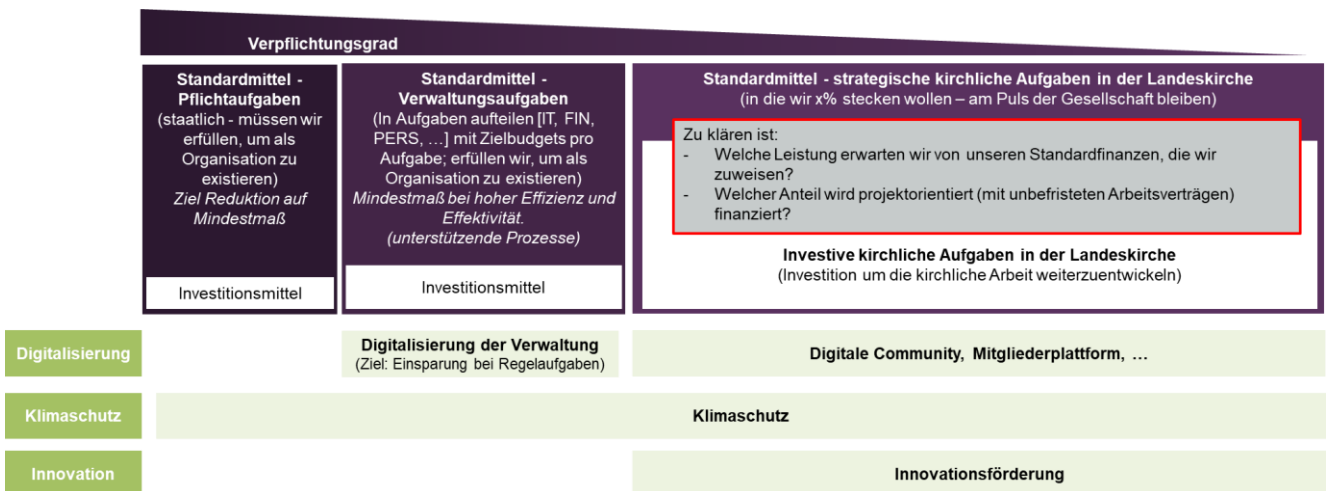 Verpflichtungsgrad
Standardmittel -
Pflichtaufgaben
(staatlich - müssen wir
erfüllen, um als
Organisation zu
existieren)
Ziel Reduktion auf
Mindestmaß
Investitionsmittel
Standardmittel -
Verwaltungsaufgaben
(In Aufgaben aufteilen [IT, FIN,
PERS, …] mit Zielbudgets pro
Aufgabe; erfüllen wir, um als
Organisation zu existieren)
Mindestmaß bei hoher Effizienz und
Effektivität.
(unterstützende Prozesse)
Investitionsmittel
Standardmittel - strategische kirchliche Aufgaben in der Landeskirche
(in die wir x% stecken wollen – am Puls der Gesellschaft bleiben)
Zu klären ist:
- Welche Leistung erwarten wir von unseren Standardfinanzen, die wir
zuweisen?
- Welcher Anteil wird projektorientiert (mit unbefristeten Arbeitsverträgen)
finanziert?
Investive kirchliche Aufgaben in der Landeskirche
(Investition um die kirchliche Arbeit weiterzuentwickeln)
Digitalisierung
Digitalisierung der Verwaltung
(Ziel: Einsparung bei Regelaufgaben)
Digitale Community, Mitgliederplattform, …
Klimaschutz
Klimaschutz
Innovation
Innovationsförderung